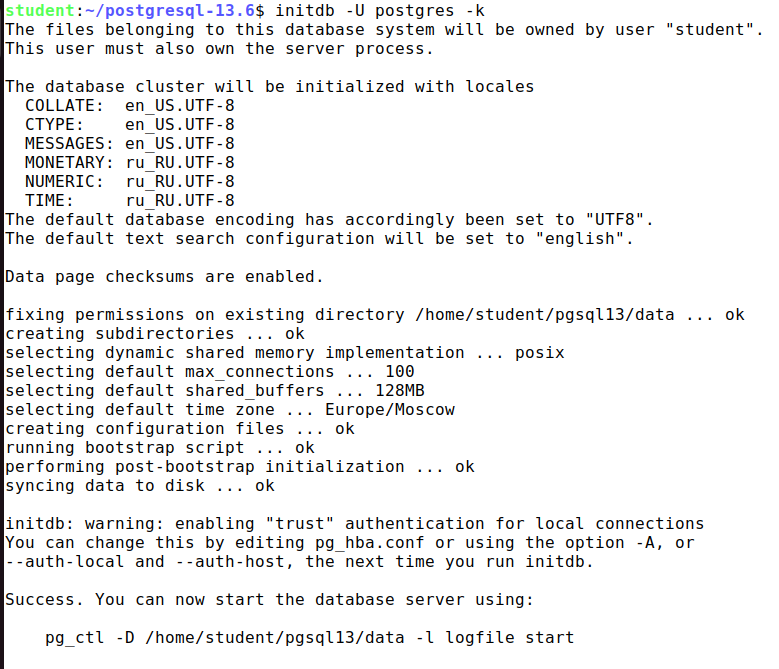 student:~/postgresql-13.6$ initdb -U postgres -k
The files belonging to this database system will be owned by user "student".
This user must also own the server process.

The database cluster will be initialized with locales
  COLLATE:  en_US.UTF-8
  CTYPE:    en_US.UTF-8
  MESSAGES: en_US.UTF-8
  MONETARY: ru_RU.UTF-8
  NUMERIC:  ru_RU.UTF-8
  TIME:     ru_RU.UTF-8
The default database encoding has accordingly been set to "UTF8".
The default text search configuration will be set to "english".

Data page checksums are enabled.

fixing permissions on existing directory /home/student/pgsql13/data ... ok
creating subdirectories ... ok
selecting dynamic shared memory implementation ... posix
selecting default max_connections ... 100
selecting default shared_buffers ... 128MB
selecting default time zone ... Europe/Moscow
creating configuration files ... ok
running bootstrap script ... ok
performing post-bootstrap initialization ... ok
syncing data to disk ... ok

initdb: warning: enabling "trust" authentication for local connections
You can change this by editing pg_hba.conf or using the option -A, or
--auth-local and --auth-host, the next time you run initdb.

Success. You can now start the database server using:

    pg_ctl -D /home/student/pgsql13/data -l logfile start